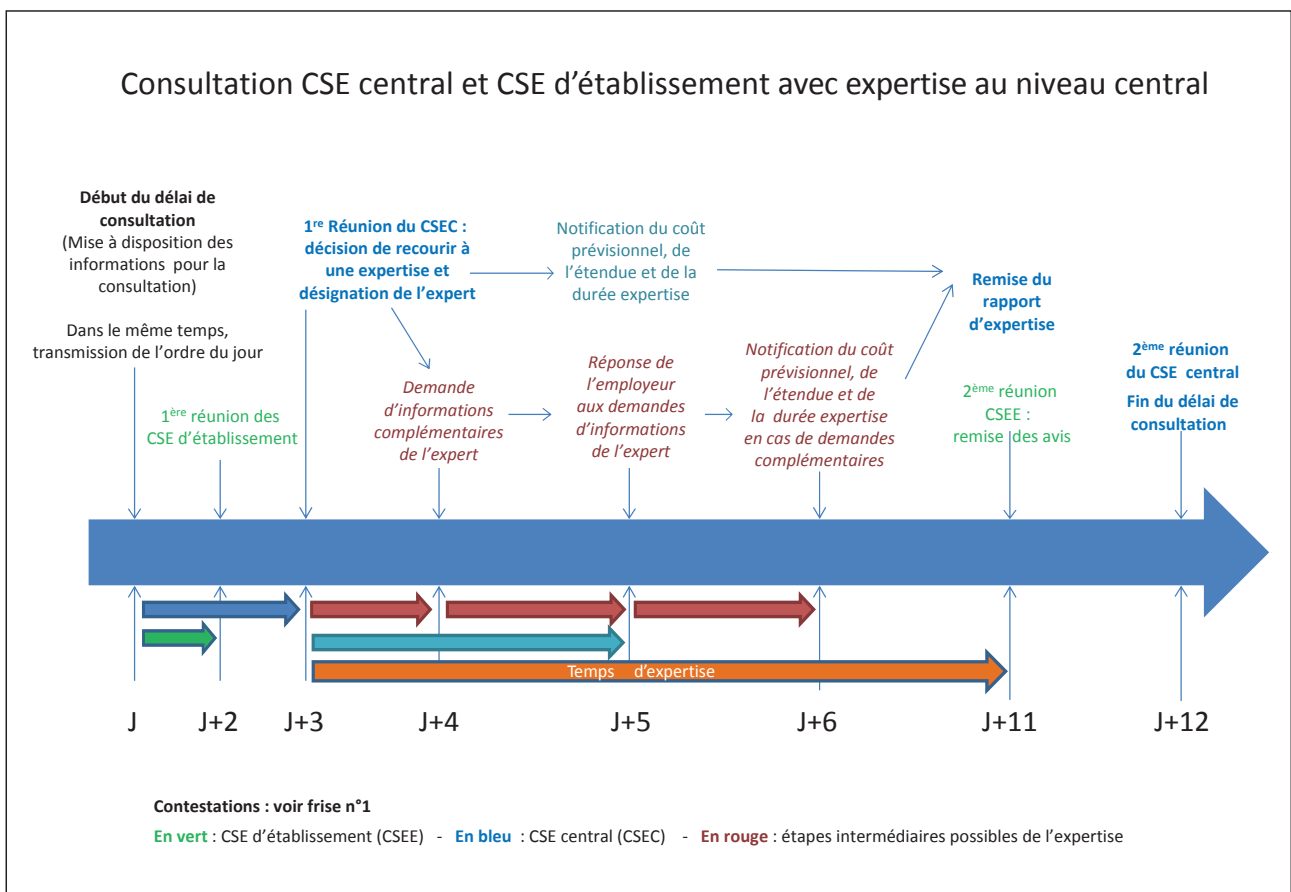 Consultation CSE central et CSE d'établissement avec expertise au niveau central
Début du délai de
consultation
(Mise à disposition des
informations pour la
consultation)
Dans le même temps,
transmission de l'ordre du jour
1ère réunion des
CSE d'établissement
1re Réunion du CSEC :
décision de recourir à
une expertise et
désignation de l'expert
Notification du coût
prévisionnel, de
l'étendue et de la
durée expertise
Demande
d'informations
complémentaires
de l'expert
Réponse de
l'employeur
aux demandes
d'informations
de l'expert
Notification du coût
prévisionnel, de
l'étendue et de
la durée expertise
en cas de demandes
complémentaires
Remise du
rapport
d'expertise
2ème réunion
CSEE :
remise des avis
2ème réunion
du CSE central
Fin du délai de
consultation
Temps d'expertise
J J+2 J+3 J+4 J+5 J+6 J+11 J+12
Contestations : voir frise n°1
En vert : CSE d'établissement (CSEE) - En bleu : CSE central (CSEC) - En rouge : étapes intermédiaires possibles de l'expertise